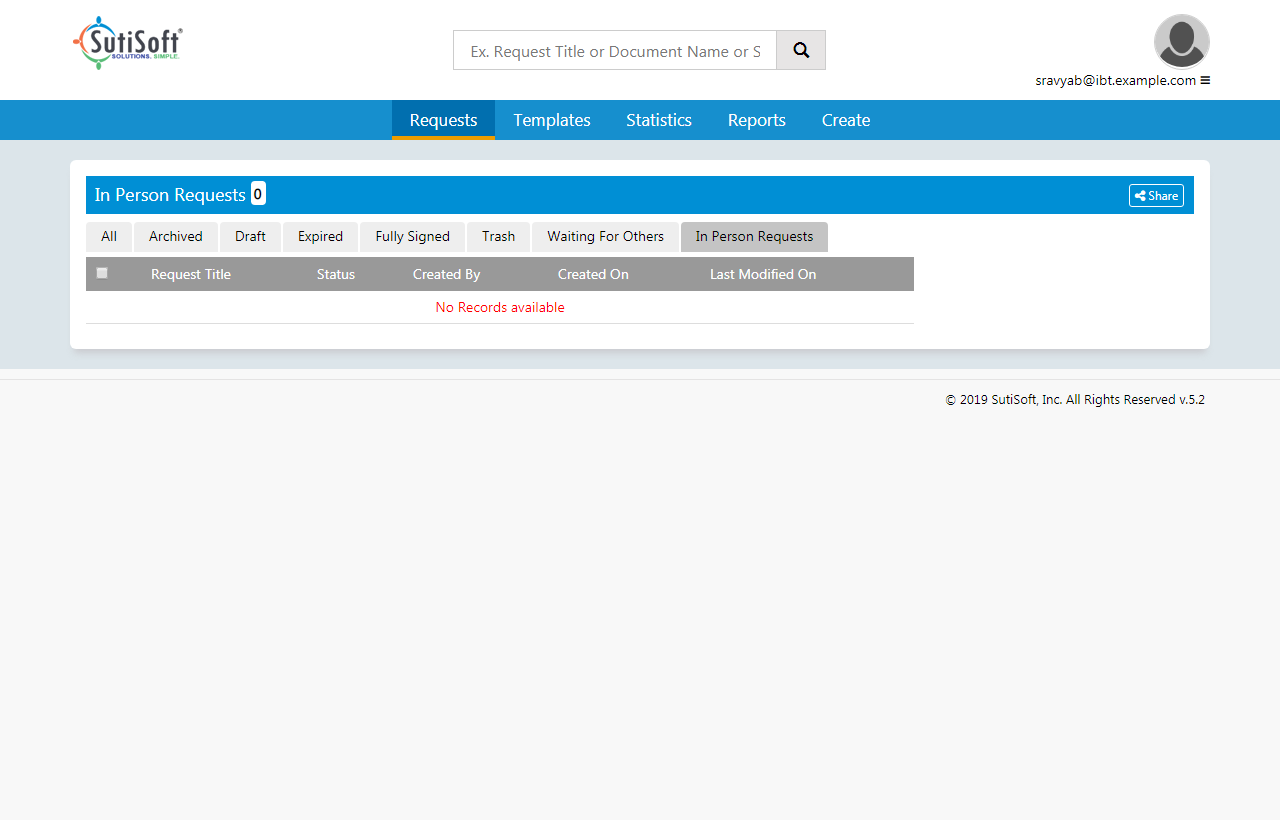 SutiSoft®
SOLUTIONS. SIMPLE.
Ex. Request Title or Document Name or S
sravyab@ibt.example.com
Requests Templates Statistics Reports Create
In Person Requests 0 Share
All Archived Draft Expired Fully Signed Trash Waiting For Others In Person Requests
Request Title Status Created By Created On Last Modified On
No Records available
© 2019 SutiSoft, Inc. All Rights Reserved v.5.2